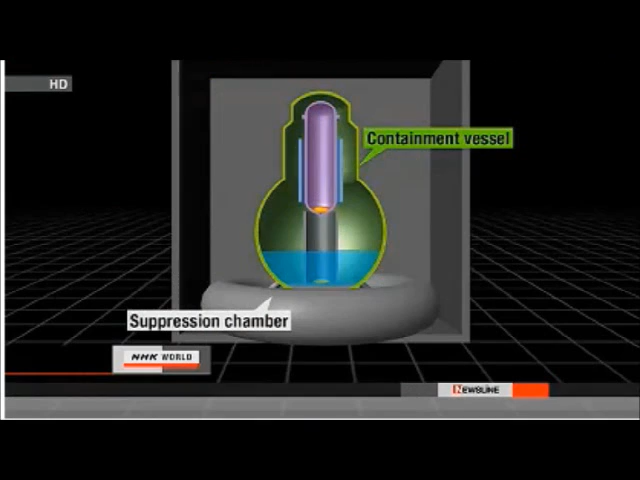 HD
Containment vessel
Suppression chamber
NHK WORLD
NEWSLINE